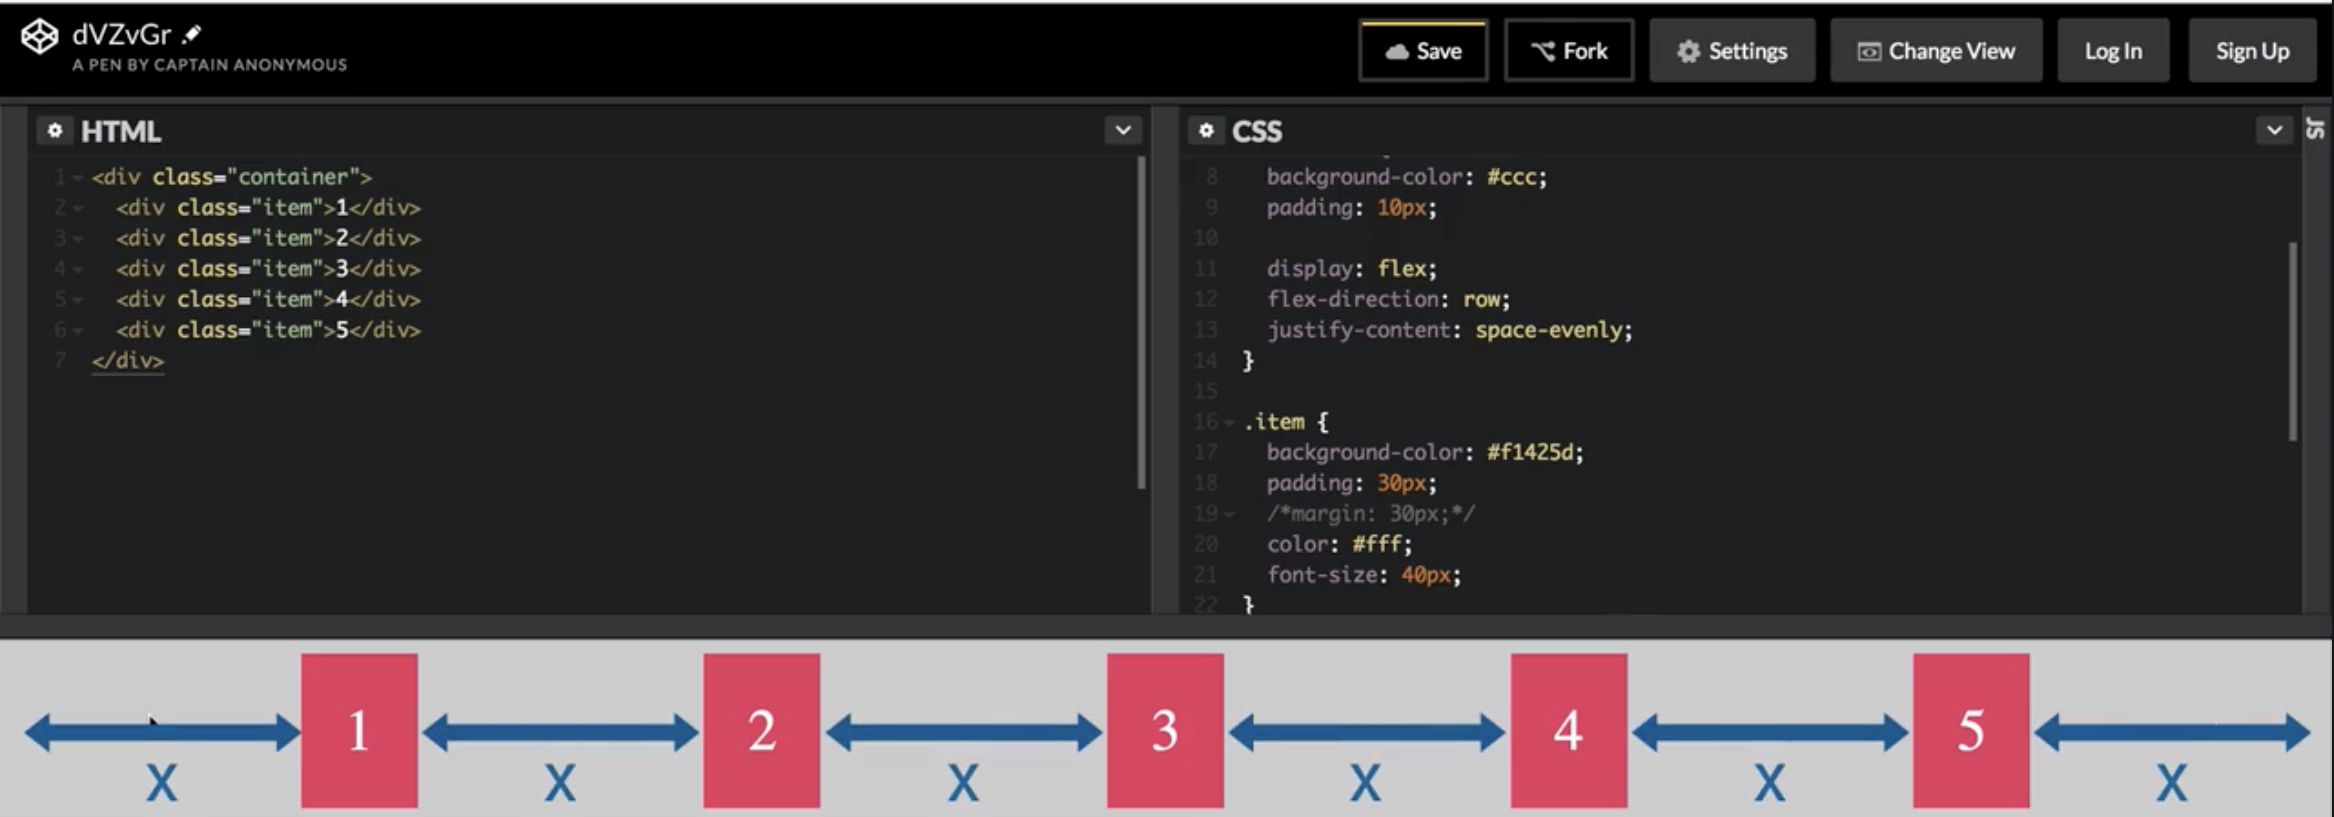 dVZvGr
A PEN BY CAPTAIN ANONYMOUS
Save
Fork
Settings
Change View
Log In
Sign Up
HTML
1 <div class="container">
2 <div class="item">1</div>
3 <div class="item">2</div>
4 <div class="item">3</div>
5 <div class="item">4</div>
6 <div class="item">5</div>
7 </div>
CSS
8 background-color: #ccc;
9 padding: 10px;
10
11 display: flex;
12 flex-direction: row;
13 justify-content: space-evenly;
14 }
15
16 .item {
17 background-color: #f1425d;
18 padding: 30px;
19 /*margin: 30px;*/
20 color: #fff;
21 font-size: 40px;
22 }
JS
1 2 3 4 5
X X X X X X